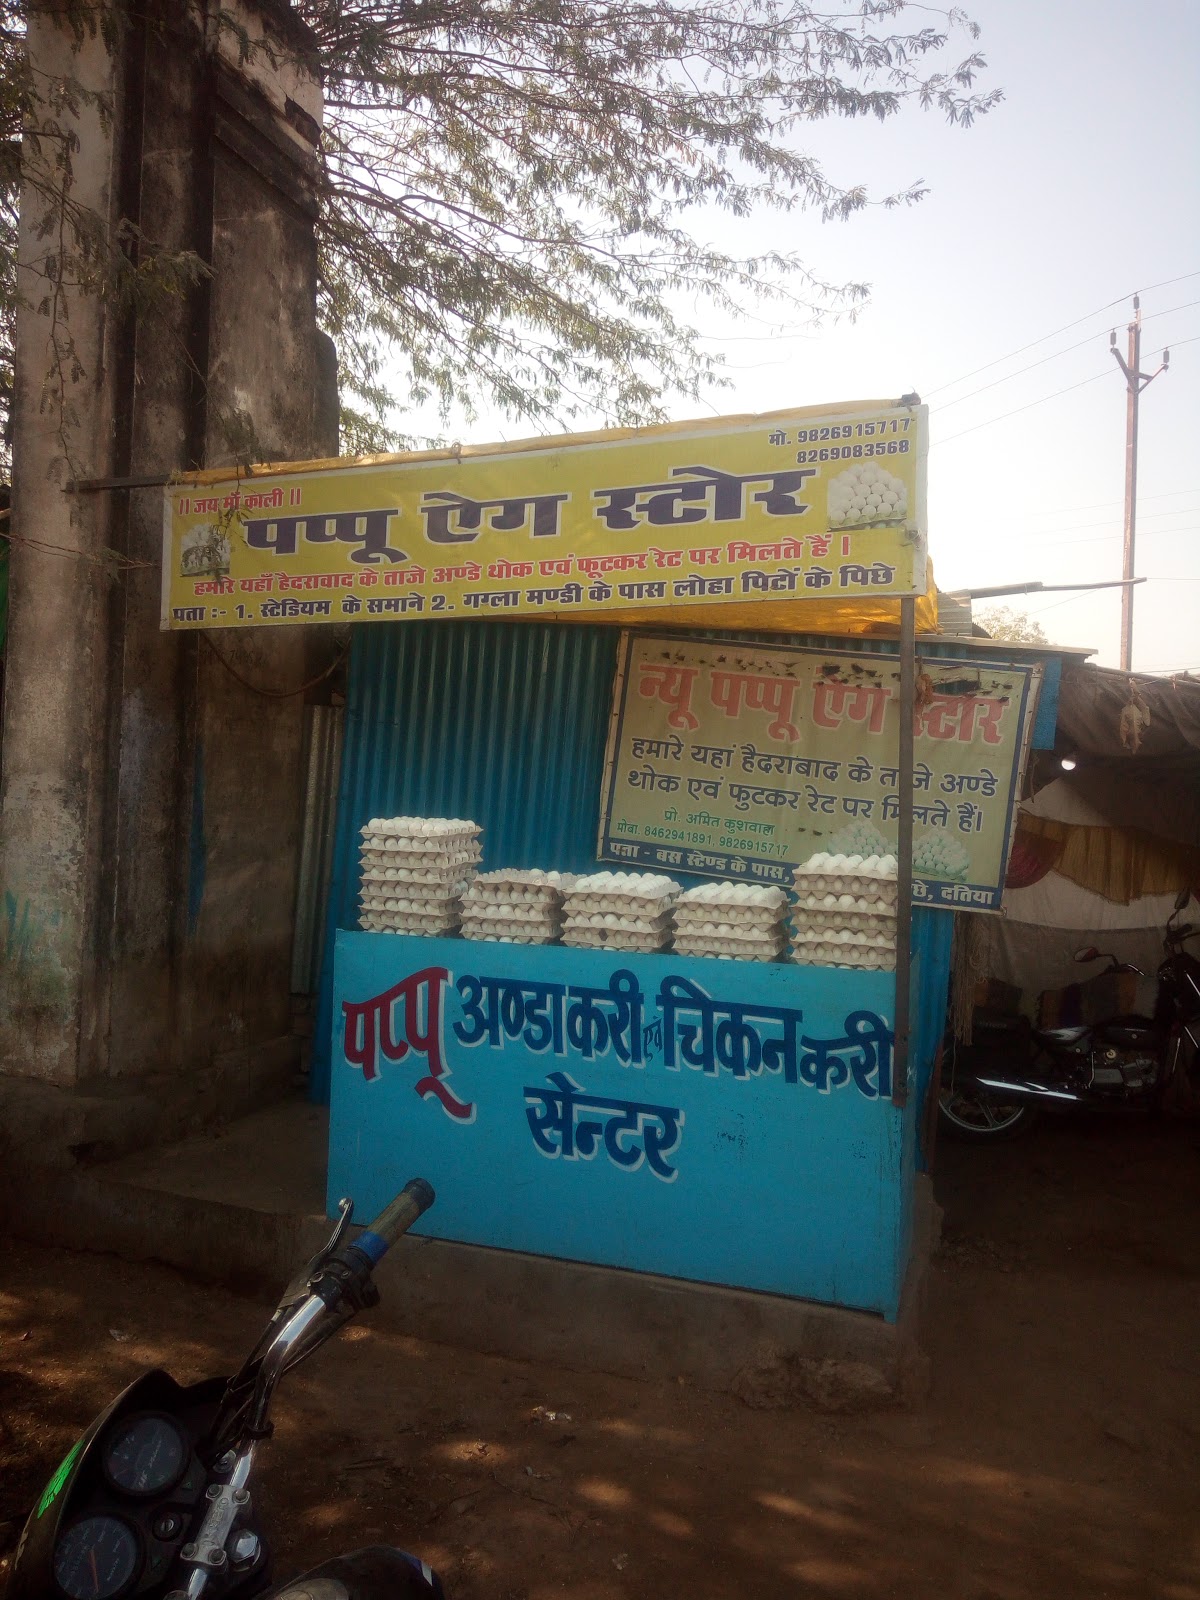 मो. 9826915717
8269083568
।। जय माँ काली ।।
पप्पू ऐग स्टोर
हमारे यहाँ हैदराबाद के ताजे अण्डे थोक एवं फूटकर रेट पर मिलते हैं ।
पता :- 1. स्टेडियम के समाने 2. गल्ला मण्डी के पास लोहा पिटों के पिछे
न्यू पप्पू ऐग स्टोर
हमारे यहां हैदराबाद के ताजे अण्डे
थोक एवं फुटकर रेट पर मिलते हैं।
प्रो. अमित कुशवाहा
मोबा. 8462941891, 9826915717
पता - बस स्टेण्ड के पास, छे, दतिया
पप्पू अण्डा करी एवं चिकन करी
सेन्टर